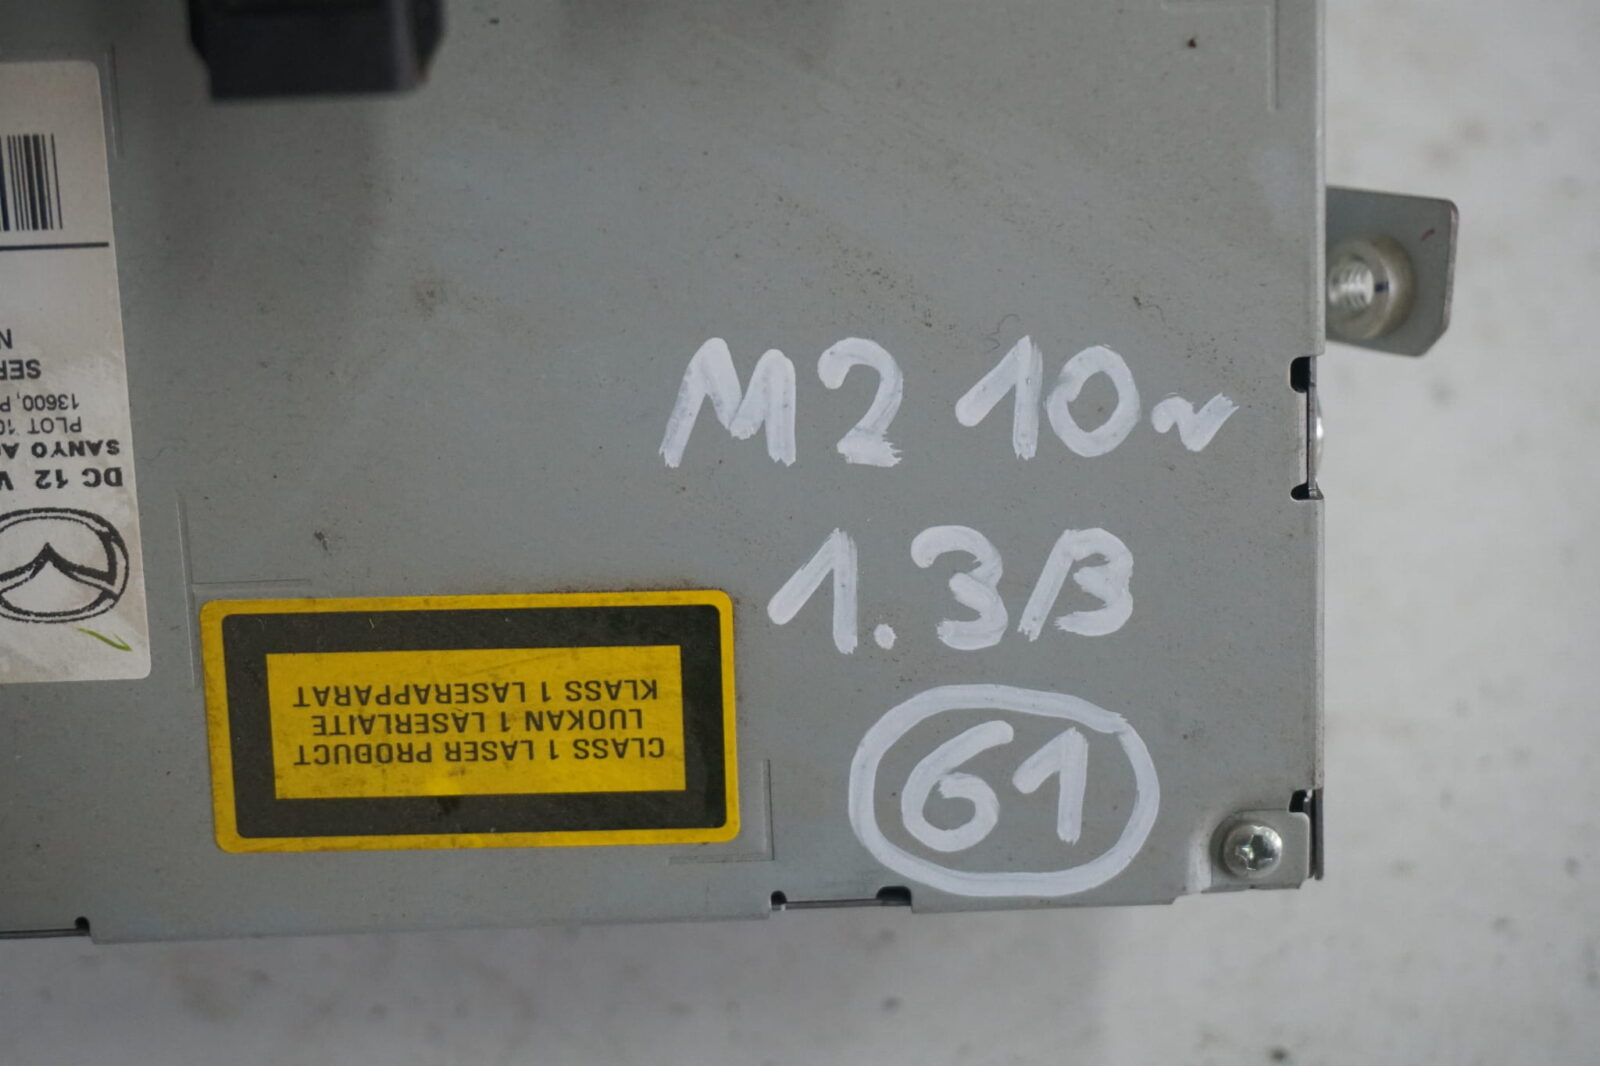 M2 10~
1.3B
61
CLASS 1 LASER PRODUCT
LUOKAN 1 LASERLAITE
KLASS 1 LASERAPPARAT
DC 12 V
SANYO
PLOT
13600,